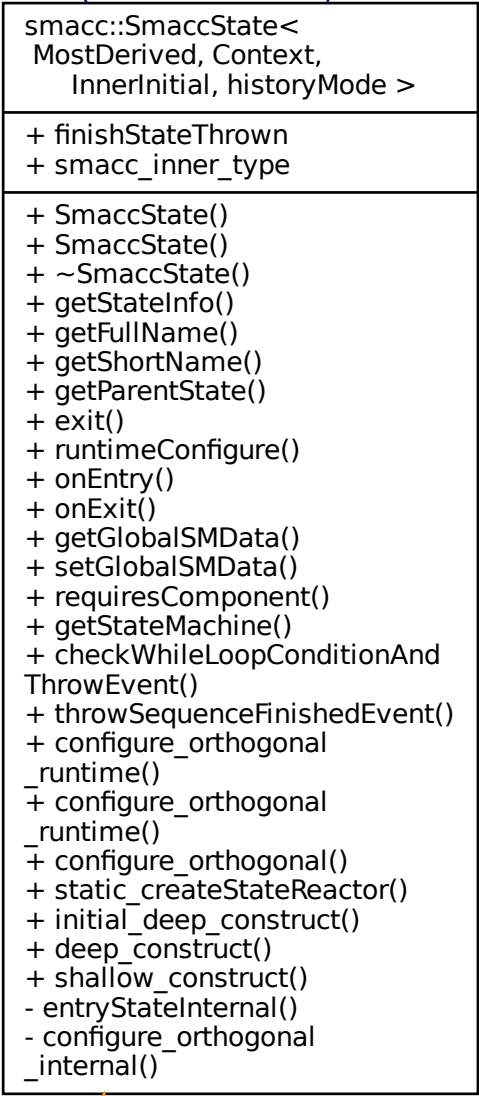 smacc::SmaccState<
MostDerived, Context,
InnerInitial, historyMode >
+ finishStateThrown
+ smacc_inner_type
+ SmaccState()
+ SmaccState()
+ ~SmaccState()
+ getStateInfo()
+ getFullName()
+ getShortName()
+ getParentState()
+ exit()
+ runtimeConfigure()
+ onEntry()
+ onExit()
+ getGlobalSMData()
+ setGlobalSMData()
+ requiresComponent()
+ getStateMachine()
+ checkWhileLoopConditionAnd
ThrowEvent()
+ throwSequenceFinishedEvent()
+ configure_orthogonal
_runtime()
+ configure_orthogonal
_runtime()
+ configure_orthogonal()
+ static_createStateReactor()
+ initial_deep_construct()
+ deep_construct()
+ shallow_construct()
- entryStateInternal()
- configure_orthogonal
_internal()